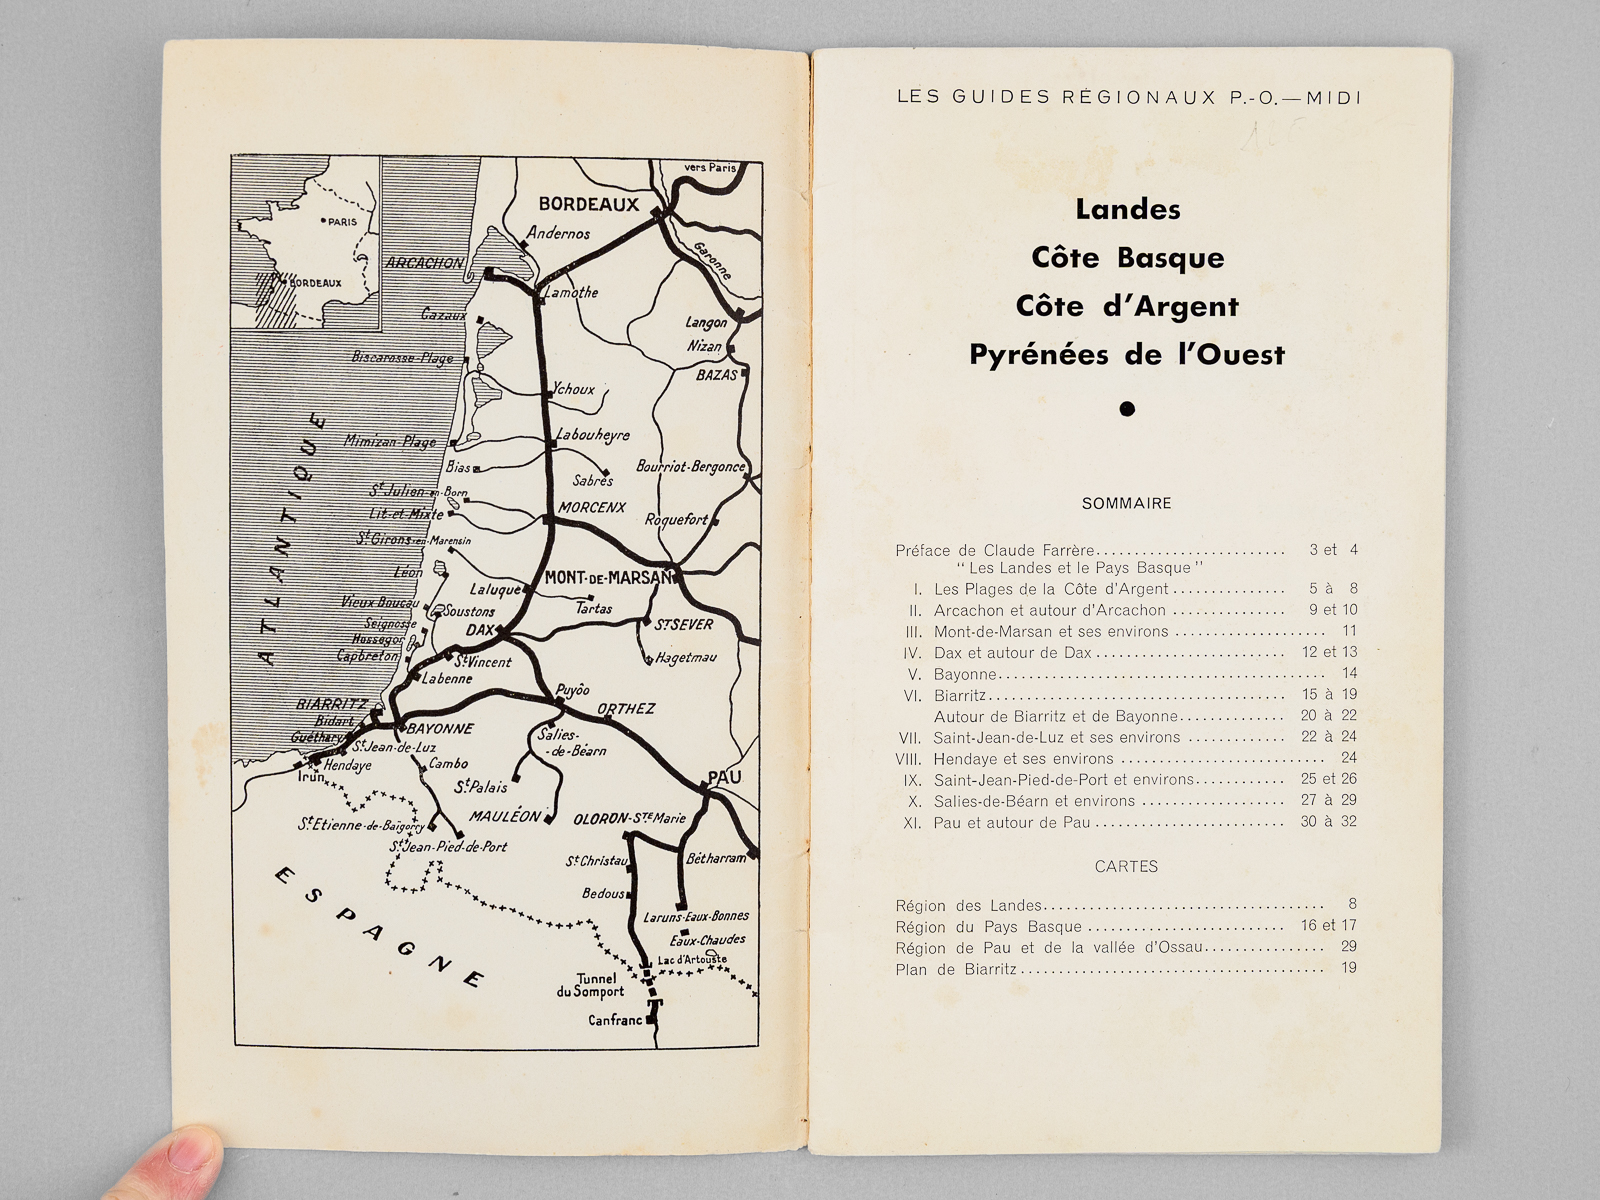 PARIS
BORDEAUX
vers Paris
BORDEAUX
Andernos
Garonne
ARCACHON
Lamothe
Cazaux
Langon
Nizan
Biscarosse-Plage
BAZAS
Ychoux
ATLANTIQUE
Mimizan-Plage
Labouheyre
Bias
Bourriot-Bergonce
Sabres
St Julien-en-Born
Lit-et-Mixte
MORCENX
Roquefort
St Girons-en-Marensin
Léon
MONT-DE-MARSAN
Laluque
Vieux Boucau
Soustons
Tartas
Seignosse
DAX
ST SEVER
Hossegor
Capbreton
St Vincent
Hagetmau
Labenne
Puyôo
BIARRITZ
ORTHEZ
Bidart
BAYONNE
Guéthary
Salies-
-de-Béarn
St Jean-de-Luz
Hendaye
Cambo
Irun
PAU
St Palais
MAULÉON
OLORON-STE Marie
St Etienne-de-Baïgorry
St Jean-Pied-de-Port
St Christau
Bétharram
ESPAGNE
Bedous
Laruns-Eaux-Bonnes
Eaux-Chaudes
Lac d'Artouste
Tunnel
du Somport
Canfranc
LES GUIDES RÉGIONAUX P.-O.—MIDI
Landes
Côte Basque
Côte d'Argent
Pyrénées de l'Ouest
SOMMAIRE
Préface de Claude Farrère........................ 3 et 4
" Les Landes et le Pays Basque "
I. Les Plages de la Côte d'Argent............... 5 à 8
II. Arcachon et autour d'Arcachon .............. 9 et 10
III. Mont-de-Marsan et ses environs .................. 11
IV. Dax et autour de Dax ........................ 12 et 13
V. Bayonne....................................... 14
VI. Biarritz.................................... 15 à 19
Autour de Biarritz et de Bayonne............. 20 à 22
VII. Saint-Jean-de-Luz et ses environs ............ 22 à 24
VIII. Hendaye et ses environs ......................... 24
IX. Saint-Jean-Pied-de-Port et environs........... 25 et 26
X. Salies-de-Béarn et environs .................. 27 à 29
XI. Pau et autour de Pau ........................ 30 à 32
CARTES
Région des Landes.................................. 8
Région du Pays Basque ........................ 16 et 17
Région de Pau et de la vallée d'Ossau............... 29
Plan de Biarritz..................................... 19